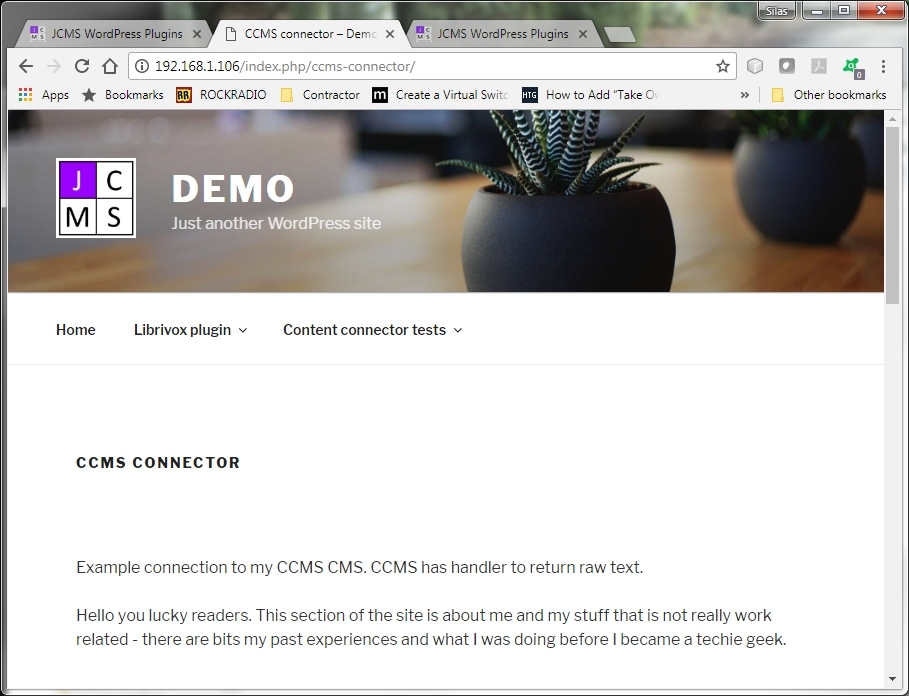 Silas
JCMS WordPress Plugins
CCMS connector – Demo
JCMS WordPress Plugins
192.168.1.106/index.php/ccms-connector/
0
Apps
Bookmarks
RR ROCKRADIO
Contractor
m Create a Virtual Switc
HTG How to Add “Take O
»
Other bookmarks
J C
M S
DEMO
Just another WordPress site
Home
Librivox plugin
Content connector tests
CCMS CONNECTOR
Example connection to my CCMS CMS. CCMS has handler to return raw text.
Hello you lucky readers. This section of the site is about me and my stuff that is not really work
related - there are bits my past experiences and what I was doing before I became a techie geek.